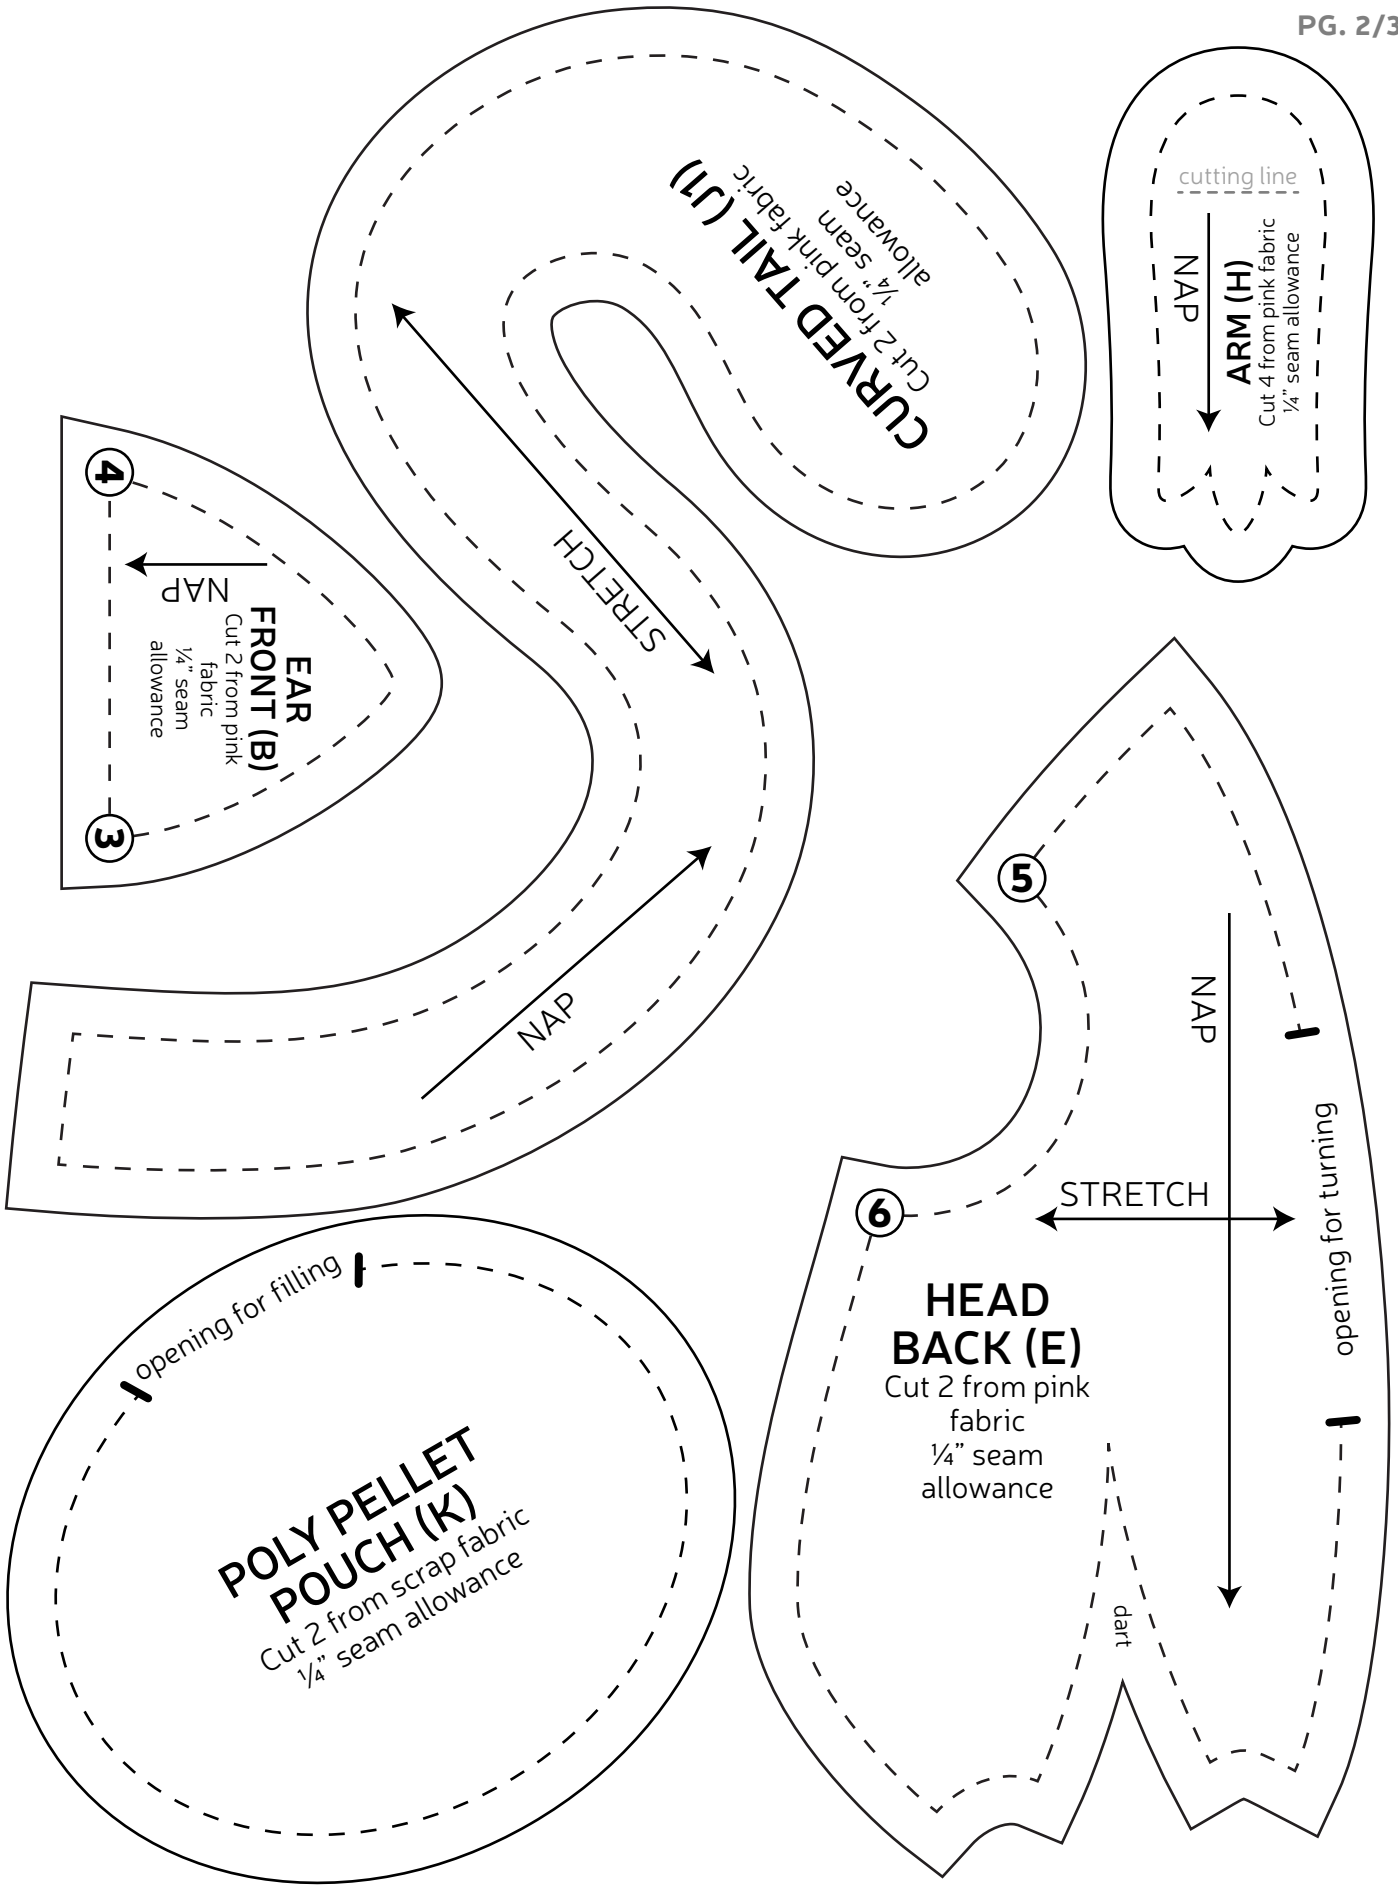 PG. 2/3
CURVED TAIL (J1)
Cut 2 from pink fabric
¼” seam
allowance
STRETCH
NAP
cutting line
NAP
ARM (H)
Cut 4 from pink fabric
¼” seam allowance
4
NAP
EAR
FRONT (B)
Cut 2 from pink
fabric
¼” seam
allowance
3
5
NAP
opening for turning
STRETCH
6
HEAD
BACK (E)
Cut 2 from pink
fabric
¼” seam
allowance
dart
opening for filling
POLY PELLET
POUCH (K)
Cut 2 from scrap fabric
¼” seam allowance